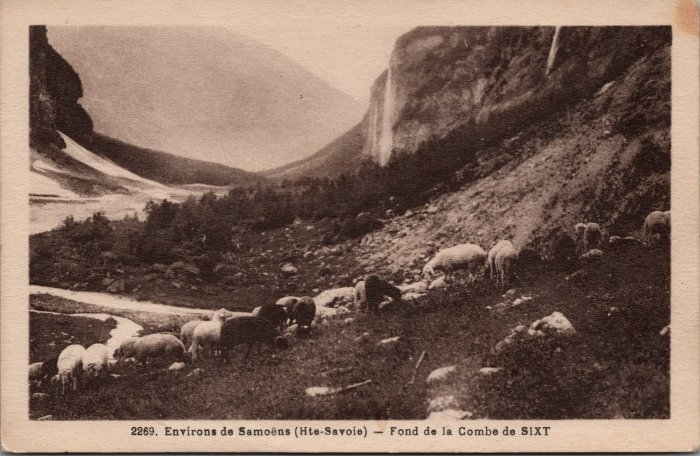 2269. Environs de Samoëns (Hte-Savoie) — Fond de la Combe de SIXT